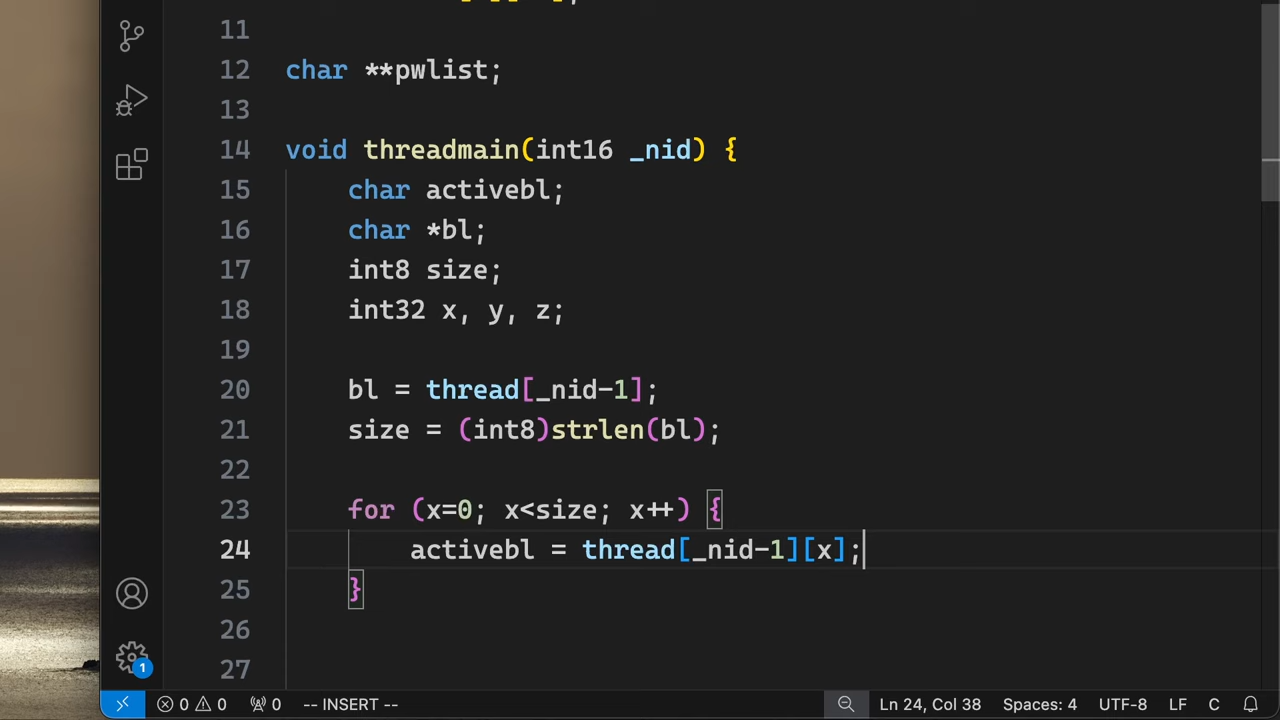 11
12 char **pwlist;
13
14 void threadmain(int16 _nid) {
15 char activebl;
16 char *bl;
17 int8 size;
18 int32 x, y, z;
19
20 bl = thread[_nid-1];
21 size = (int8)strlen(bl);
22
23 for (x=0; x<size; x++) {
24 activebl = thread[_nid-1][x];
25 }
26
27
1
0 0 0 -- INSERT -- Ln 24, Col 38 Spaces: 4 UTF-8 LF C